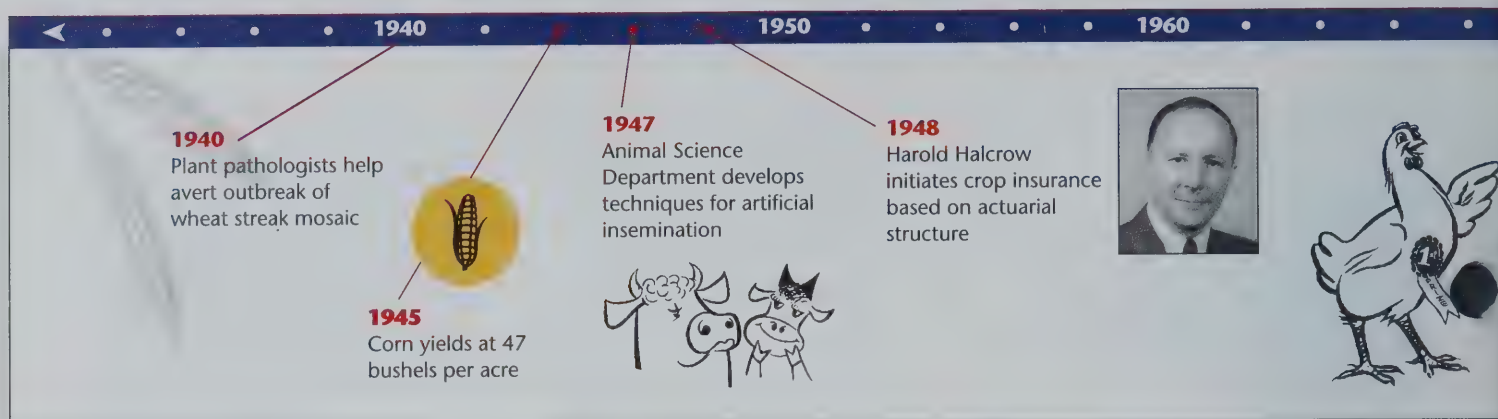 1940 1950 1960
1940
Plant pathologists help
avert outbreak of
wheat streak mosaic
1945
Corn yields at 47
bushels per acre
1947
Animal Science
Department develops
techniques for artificial
insemination
1948
Harold Halcrow
initiates crop insurance
based on actuarial
structure
1